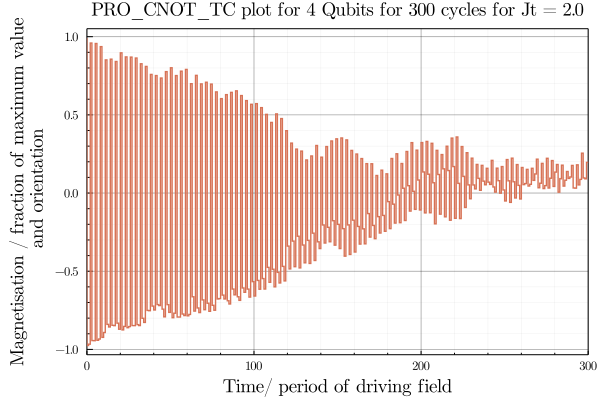 PRO_CNOT_TC plot for 4 Qubits for 300 cycles for Jt = 2.0
Magnetisation / fraction of maximum value
and orientation
1.0
0.5
0.0
−0.5
−1.0
0
100
200
300
Time/ period of driving field